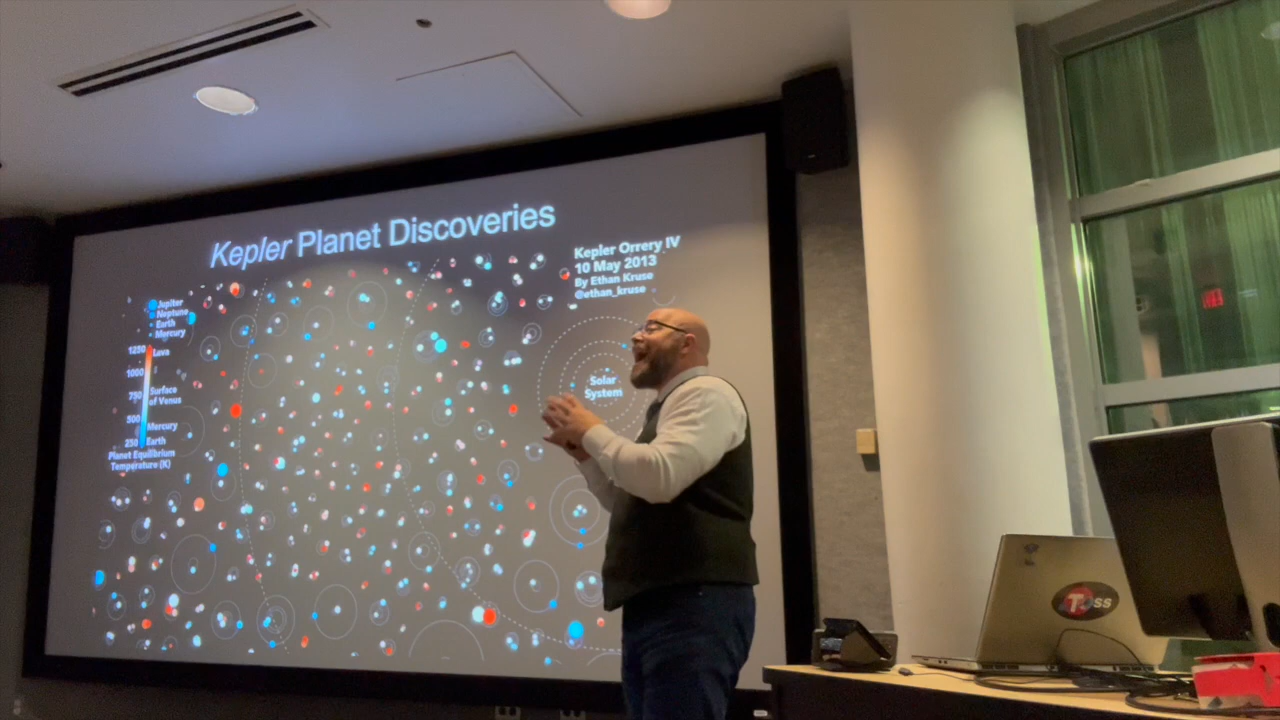 Kepler Planet Discoveries
Kepler Orrery IV
10 May 2013
By Ethan Kruse
@ethan_kruse
Jupiter
Neptune
Earth
Mercury
1250 Lava
1000
750 Surface
of Venus
500 Mercury
250 Earth
Planet Equilibrium
Temperature (K)
Solar
System
Toss